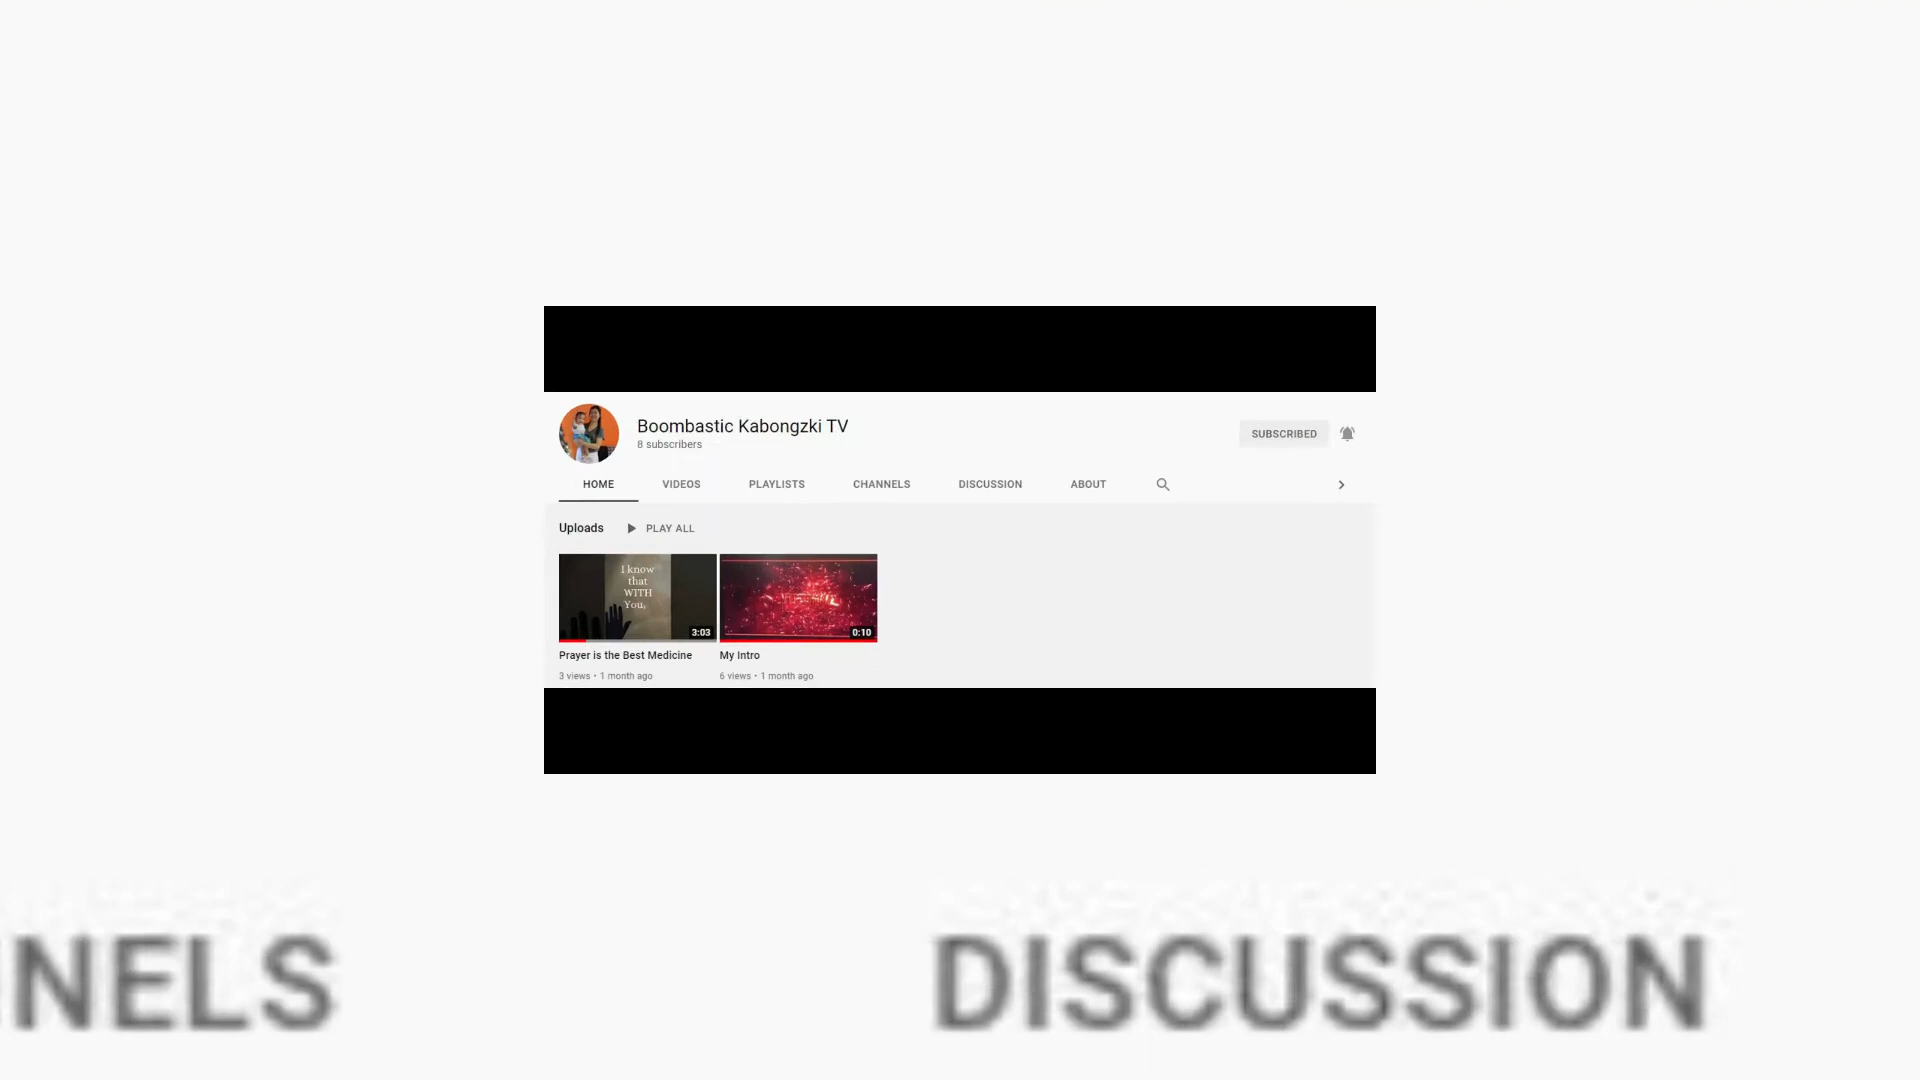 Boombastic Kabongzki TV
8 subscribers
SUBSCRIBED
HOME VIDEOS PLAYLISTS CHANNELS DISCUSSION ABOUT
Uploads PLAY ALL
I know
that
WITH
You,
3:03
0:10
Prayer is the Best Medicine
3 views • 1 month ago
My Intro
6 views • 1 month ago
NELS DISCUSSION